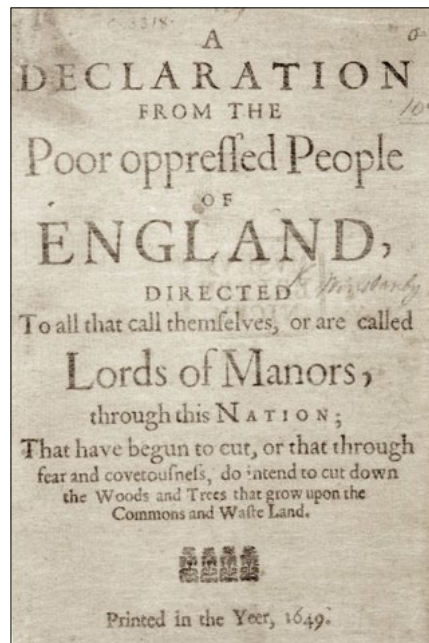 A
DECLARATION
FROM THE
Poor oppreſſed People
OF
ENGLAND,
DIRECTED
To all that call themſelves, or are called
Lords of Manors,
through this NATION;
That have begun to cut, or that through
fear and covetouſneſs, do intend to cut down
the Woods and Trees that grow upon the
Commons and Waſte Land.
Printed in the Yeer, 1649.